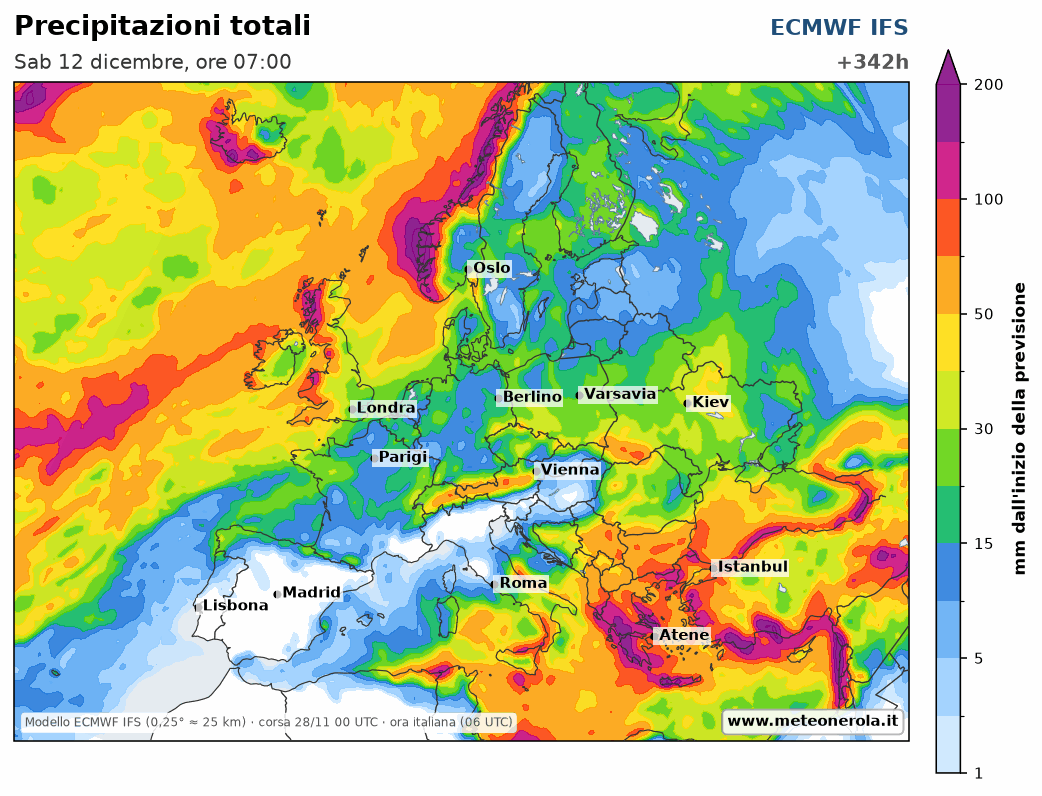 Precipitazioni totali
ECMWF IFS
Sab 12 dicembre, ore 07:00
+342h
200
100
50
30
15
5
1
mm dall'inizio della previsione
Oslo
Londra
Berlino
Varsavia
Kiev
Parigi
Vienna
Istanbul
Roma
Madrid
Lisbona
Atene
Modello ECMWF IFS (0,25° ≈ 25 km) · corsa 28/11 00 UTC · ora italiana (06 UTC)
www.meteonerola.it